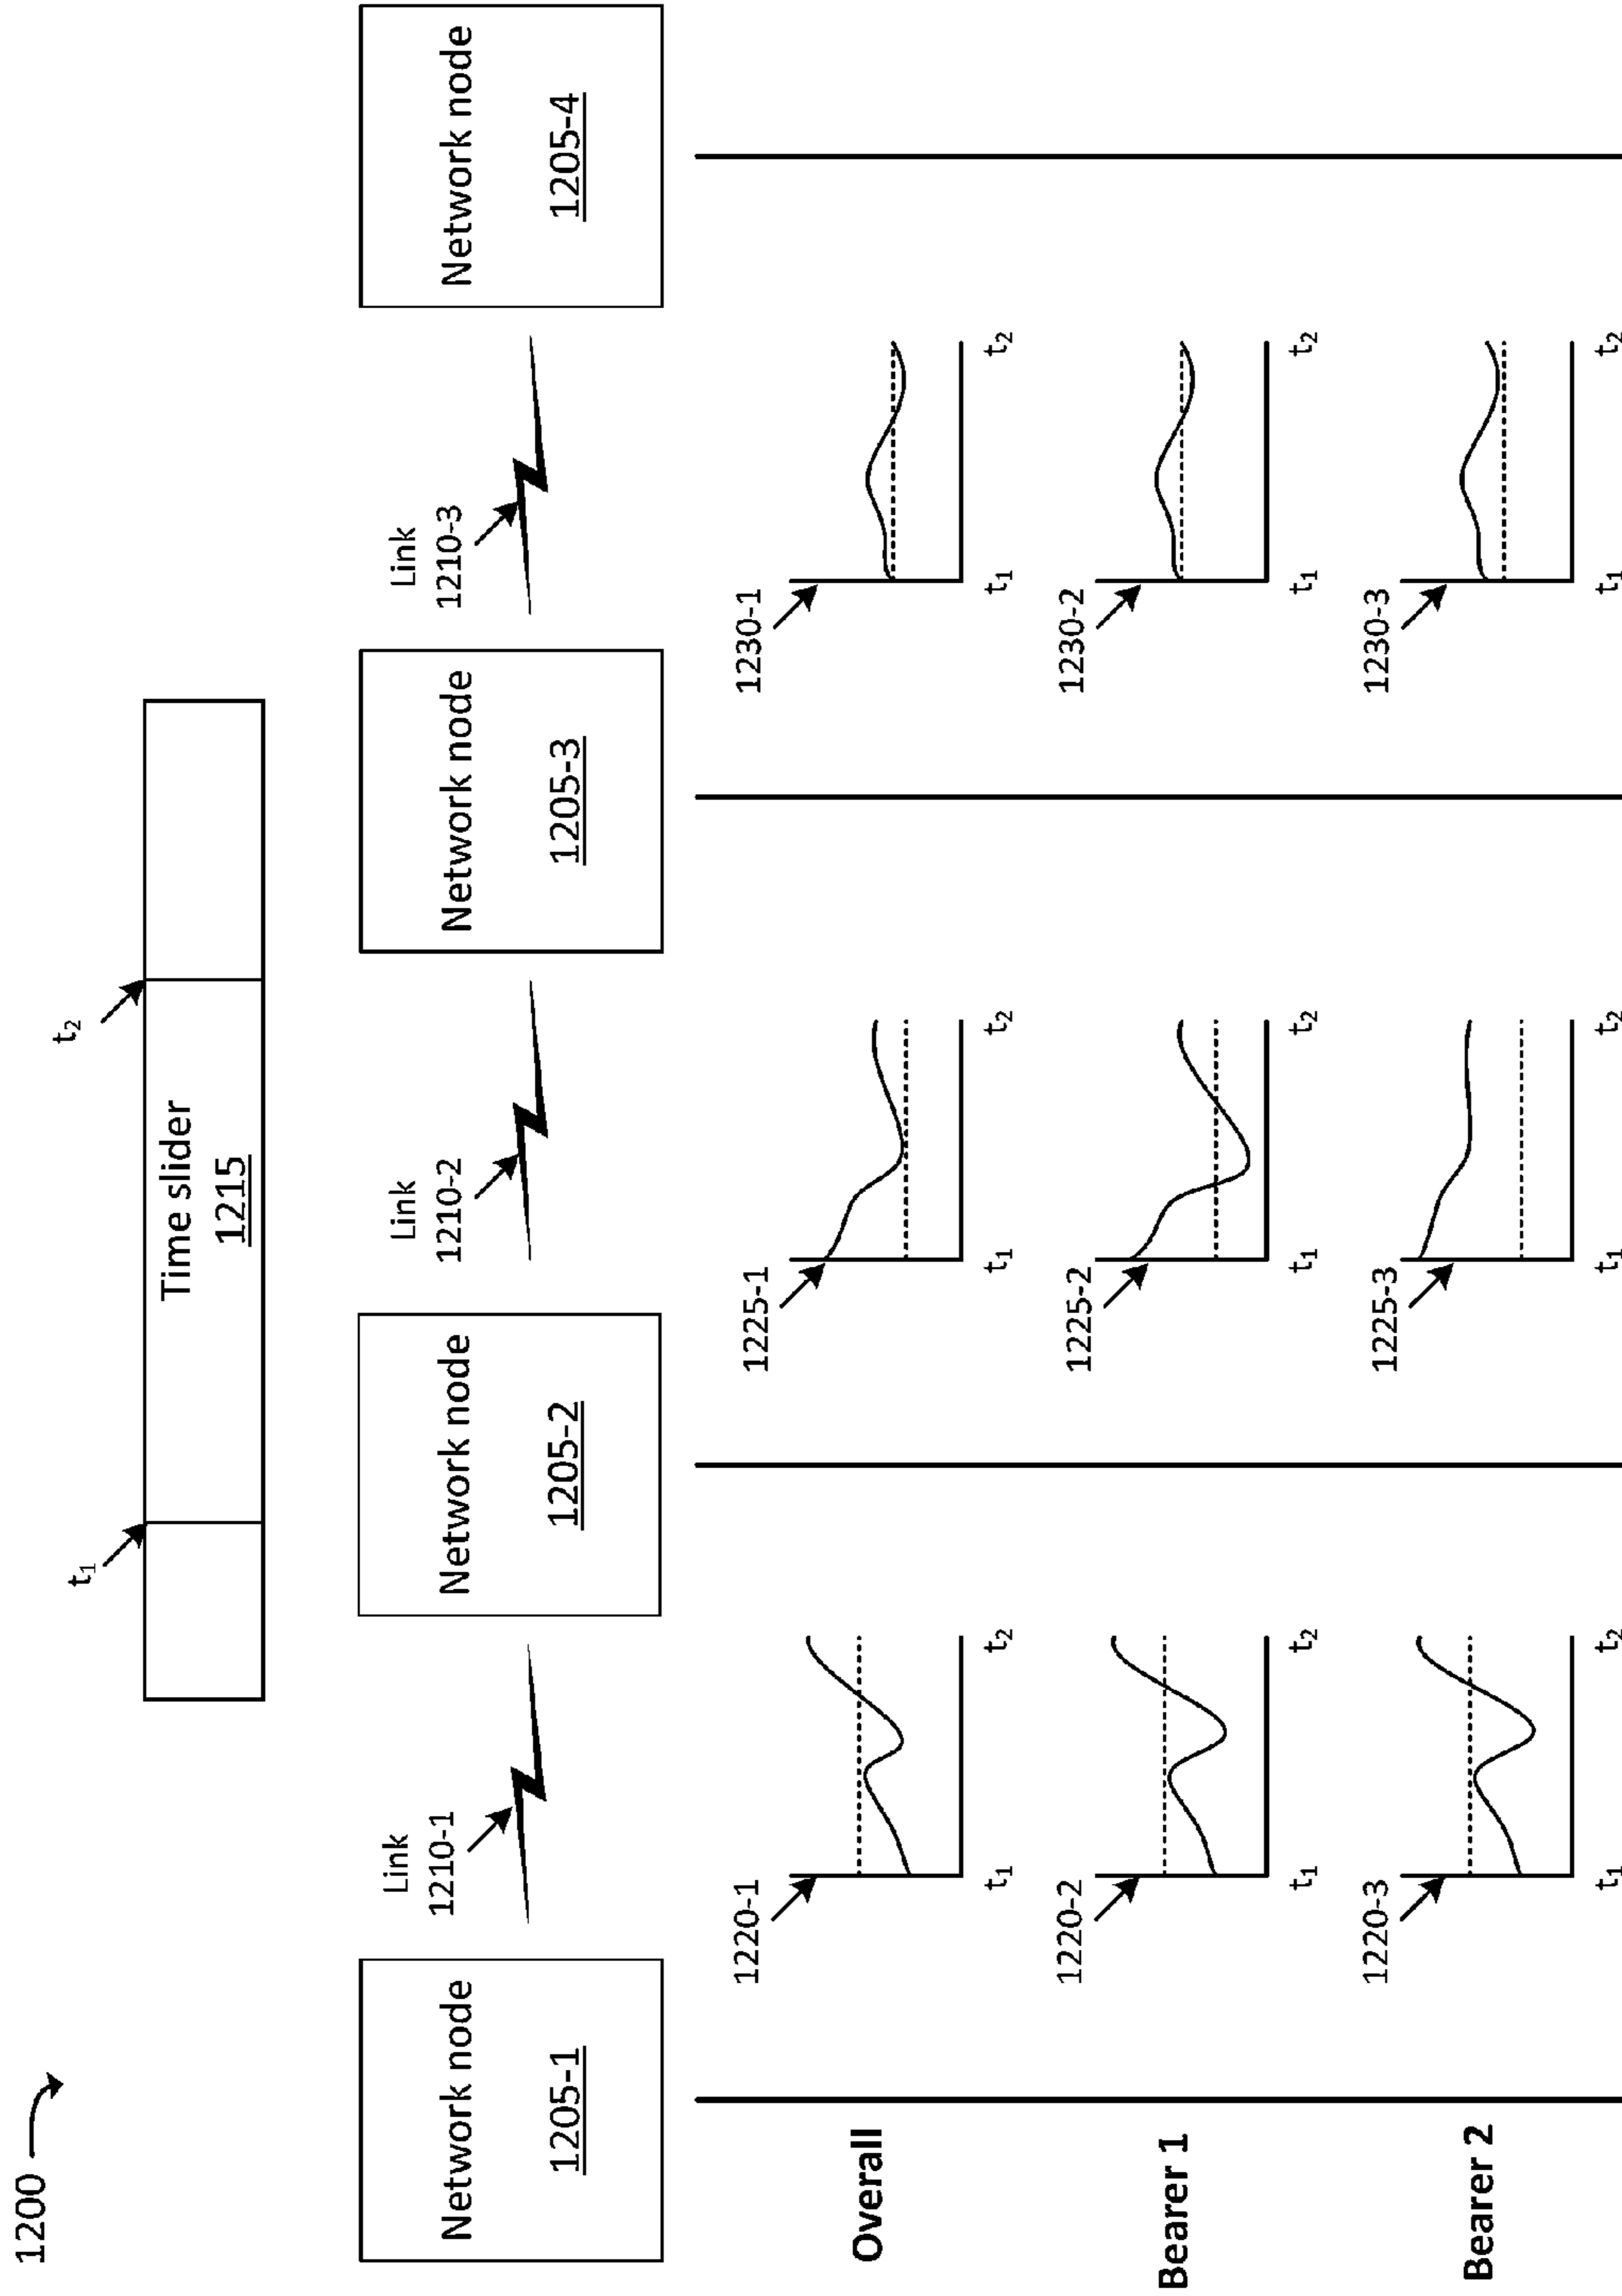 1200
t1
t2
Time slider
1215
Network node
1205-1
Link
1210-1
Network node
1205-2
Link
1210-2
Network node
1205-3
Link
1210-3
Network node
1205-4
Overall
1220-1
t1
t2
1225-1
t1
t2
1230-1
t1
t2
Bearer 1
1220-2
t1
t2
1225-2
t1
t2
1230-2
t1
t2
Bearer 2
1220-3
t1
t2
1225-3
t1
t2
1230-3
t1
t2